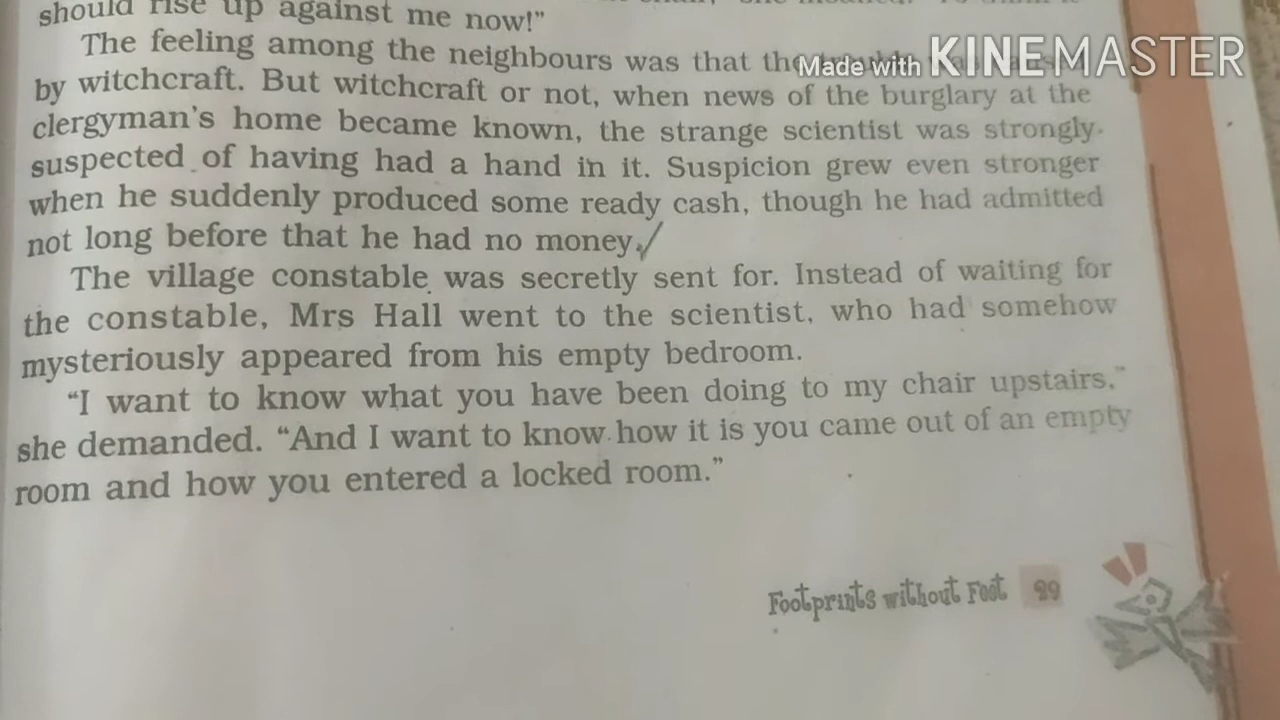 should rise up against me now!"
The feeling among the neighbours was that the
Made with KINEMASTER
by witchcraft. But witchcraft or not, when news of the burglary at the
clergyman's home became known, the strange scientist was strongly
suspected of having had a hand in it. Suspicion grew even stronger
when he suddenly produced some ready cash, though he had admitted
not long before that he had no money.
The village constable was secretly sent for. Instead of waiting for
the constable, Mrs Hall went to the scientist, who had somehow
mysteriously appeared from his empty bedroom.
"I want to know what you have been doing to my chair upstairs,"
she demanded. "And I want to know how it is you came out of an empty
room and how you entered a locked room."
Footprints without Feet 29